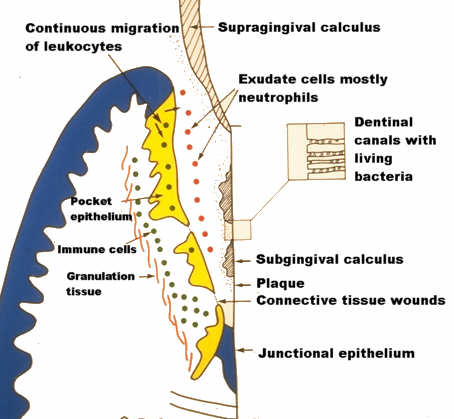 Continuous migration
of leukocytes
Supragingival calculus
Exudate cells mostly
neutrophils
Dentinal
canals with
living
bacteria
Pocket
epithelium
Immune cells
Granulation
tissue
Subgingival calculus
Plaque
Connective tissue wounds
Junctional epithelium